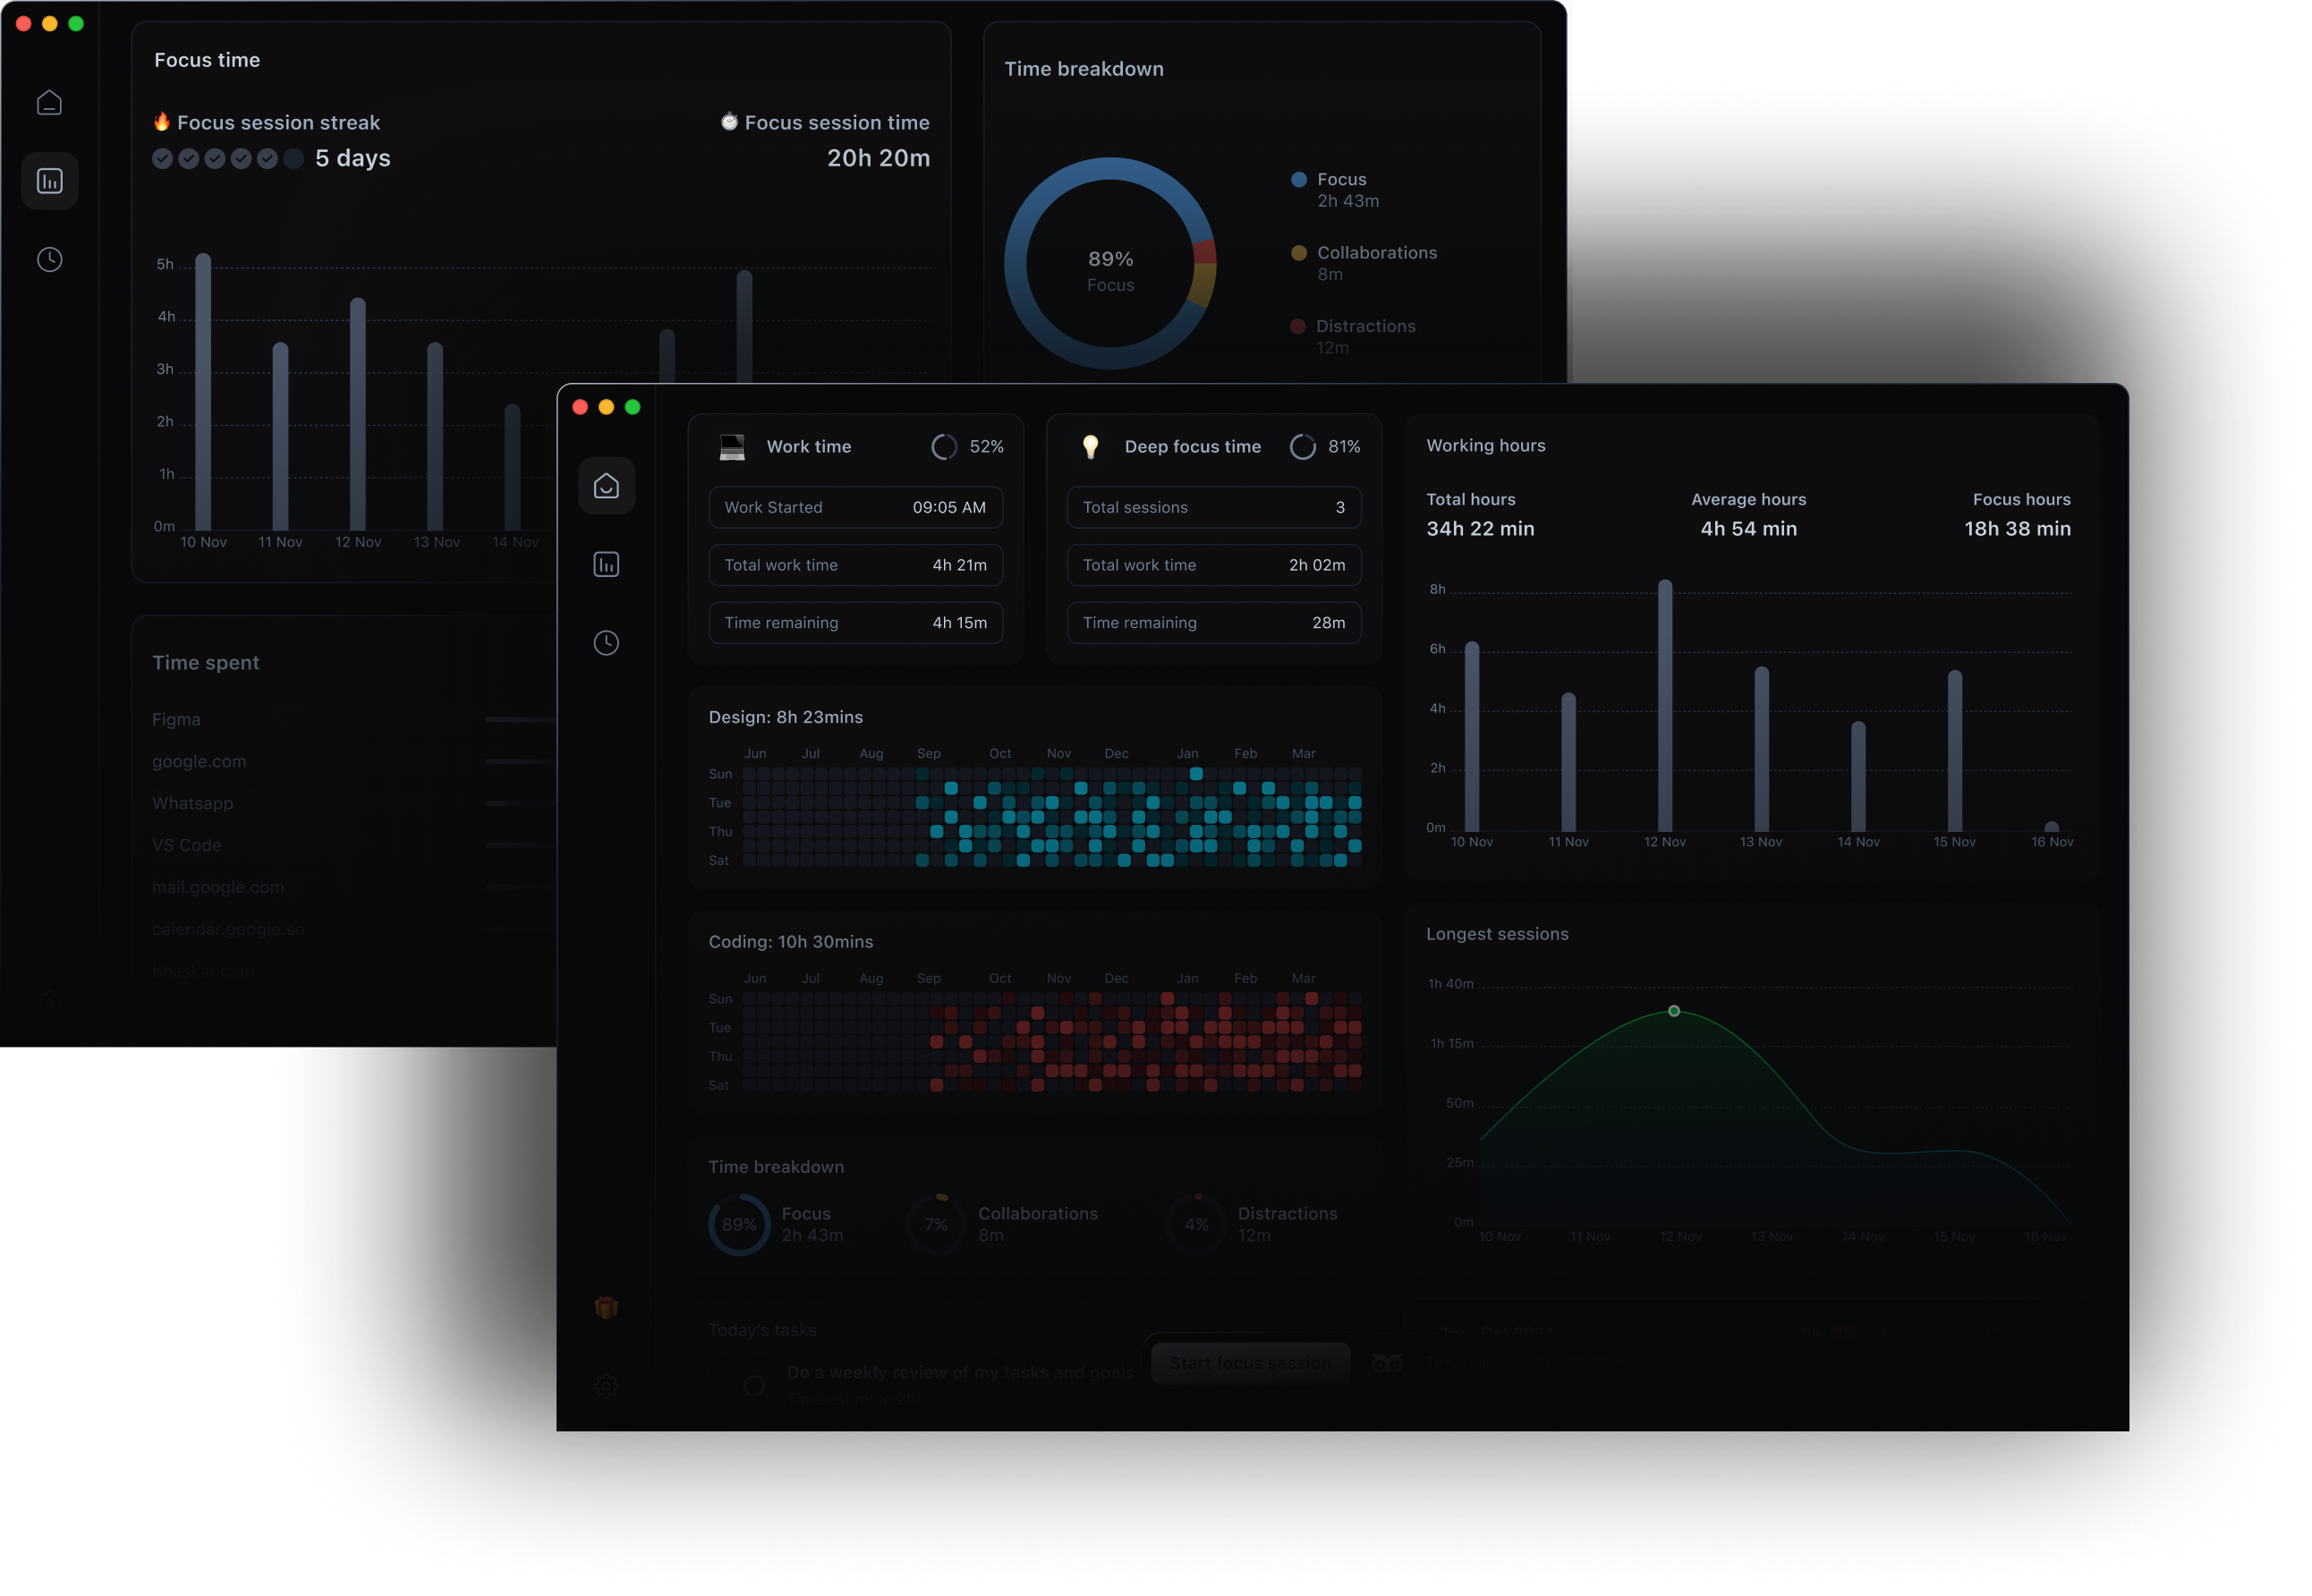 Focus time
🔥 Focus session streak
5 days
⏱ Focus session time
20h 20m
5h
4h
3h
2h
1h
0m
10 Nov
11 Nov
12 Nov
13 Nov
14 Nov
Time breakdown
89%
Focus
Focus
2h 43m
Collaborations
8m
Distractions
12m
Time spent
Figma
google.com
Whatsapp
VS Code
mail.google.com
calendar.google.so
bhaskar.com
Work time
52%
Work Started
09:05 AM
Total work time
4h 21m
Time remaining
4h 15m
Deep focus time
81%
Total sessions
3
Total work time
2h 02m
Time remaining
28m
Design: 8h 23mins
Jun Jul Aug Sep Oct Nov Dec Jan Feb Mar
Sun
Tue
Thu
Sat
Coding: 10h 30mins
Jun Jul Aug Sep Oct Nov Dec Jan Feb Mar
Sun
Tue
Thu
Sat
Time breakdown
89%
Focus
2h 43m
7%
Collaborations
8m
4%
Distractions
12m
Today's tasks
Do a weekly review of my tasks and goals
Time estimate 2h
Start focus session
Working hours
Total hours
34h 22 min
Average hours
4h 54 min
Focus hours
18h 38 min
8h
6h
4h
2h
0m
10 Nov
11 Nov
12 Nov
13 Nov
14 Nov
15 Nov
16 Nov
Longest sessions
1h 40m
1h 15m
50m
25m
0m
10 Nov
11 Nov
12 Nov
13 Nov
14 Nov
15 Nov
16 Nov